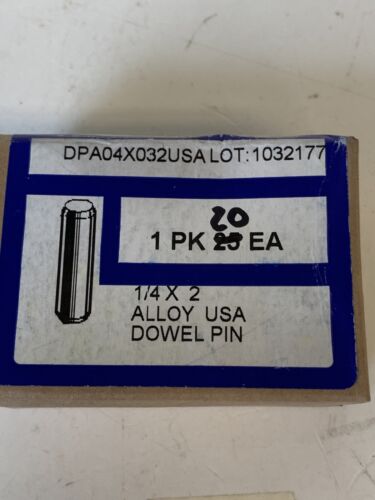 DPA04X032USA LOT:1032177
20
1 PK 25 EA
1/4 X 2
ALLOY USA
DOWEL PIN